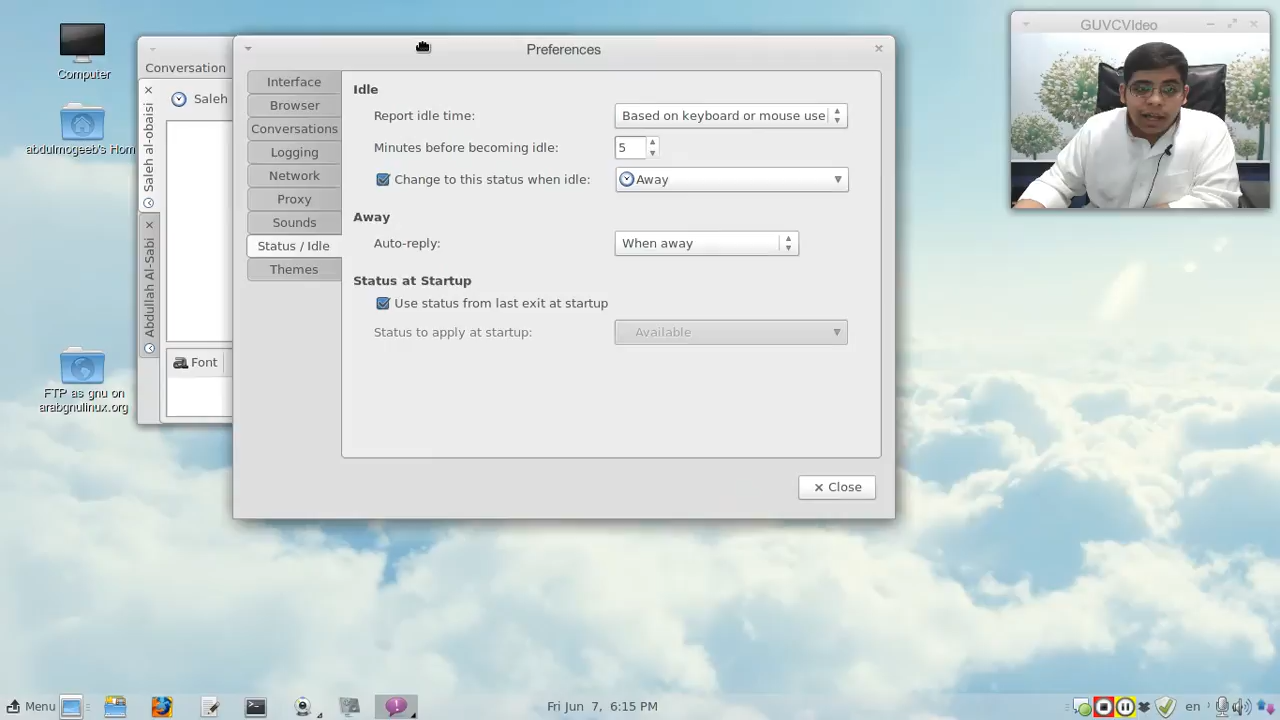 GUVCVIdeo
Computer
abdulmogeeb's Hom
FTP as gnu on
arabgnulinux.org
Conversation
Saleh
Saleh al-obaisi
Abdullah Al-Sabi
Font
Preferences
Interface
Browser
Conversations
Logging
Network
Proxy
Sounds
Status / Idle
Themes
Idle
Report idle time: Based on keyboard or mouse use
Minutes before becoming idle: 5
Change to this status when idle: Away
Away
Auto-reply: When away
Status at Startup
Use status from last exit at startup
Status to apply at startup: Available
Close
Menu
Fri Jun 7, 6:15 PM
en